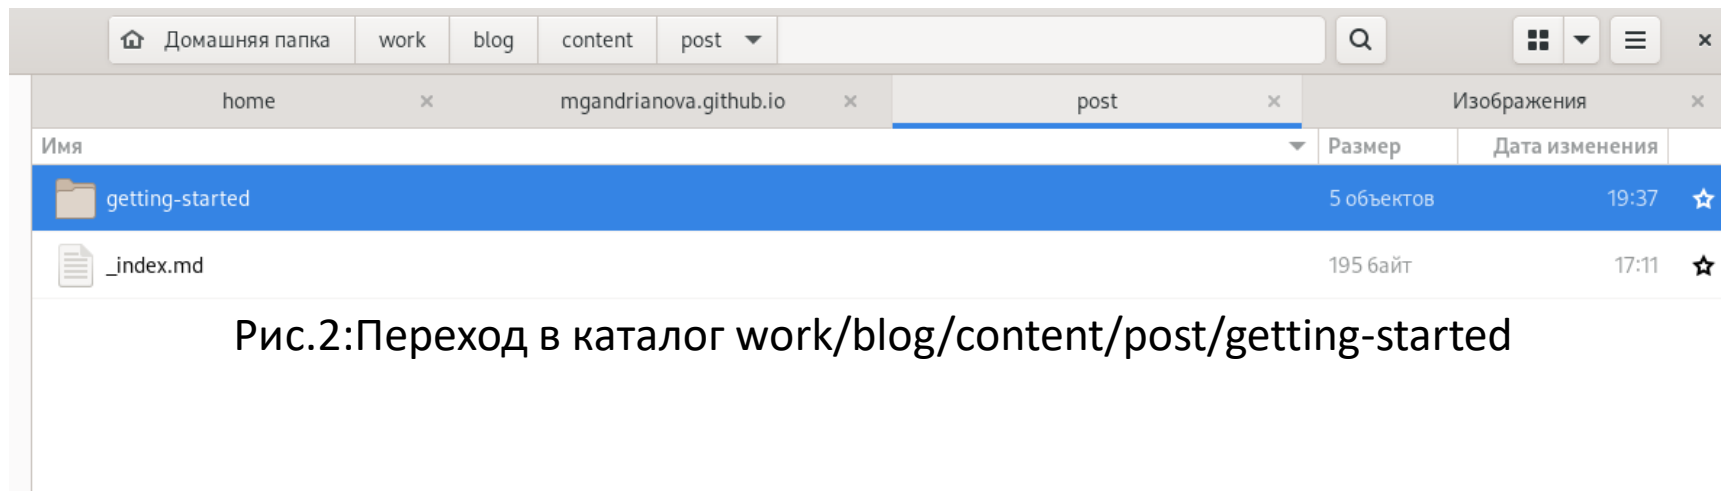 Домашняя папка work blog content post
home mgandrianova.github.io post Изображения
Имя Размер Дата изменения
getting-started 5 объектов 19:37
_index.md 195 байт 17:11
Рис.2:Переход в каталог work/blog/content/post/getting-started